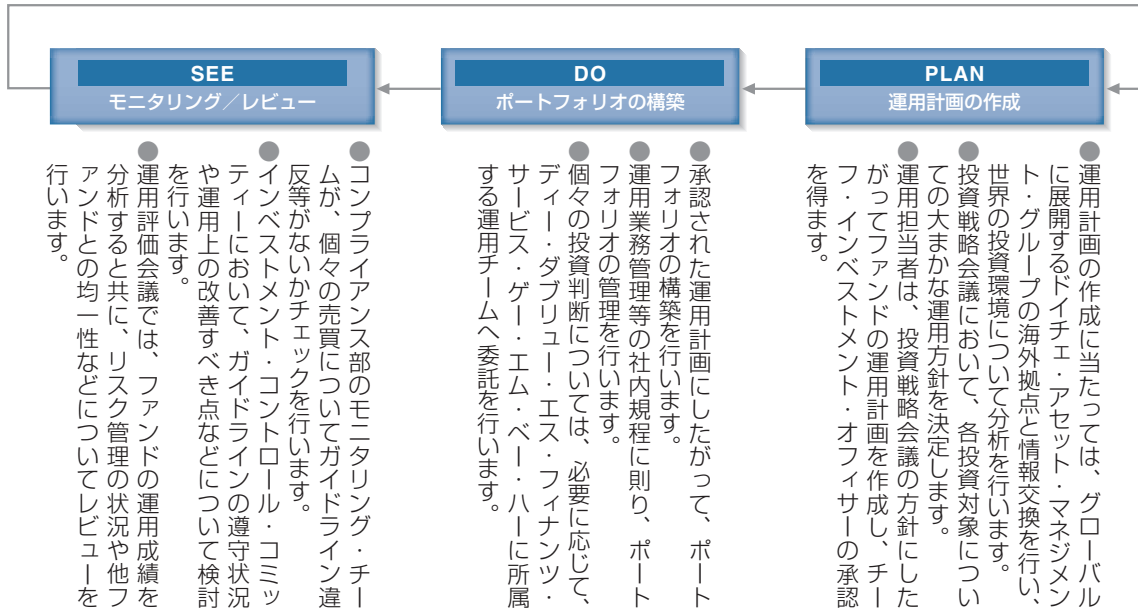 PLAN
運用計画の作成
●運用計画の作成に当たっては、グローバル
に展開するドイチェ・アセット・マネジメン
ト・グループの海外拠点と情報交換を行い、
世界の投資環境について分析を行います。
●投資戦略会議において、各投資対象につい
ての大まかな運用方針を決定します。
●運用担当者は、投資戦略会議の方針にした
がってファンドの運用計画を作成し、チー
フ・インベストメント・オフィサーの承認
を得ます。
DO
ポートフォリオの構築
●承認された運用計画にしたがって、ポート
フォリオの構築を行います。
●運用業務管理等の社内規程に則り、ポート
フォリオの管理を行います。
●個々の投資判断については、必要に応じて、
ディー・ダブリュー・エス・フィナンツ・
サービス・ゲー・エム・ベー・ハーに所属
する運用チームへ委託を行います。
SEE
モニタリング／レビュー
●コンプライアンス部のモニタリング・チー
ムが、個々の売買についてガイドライン違
反等がないかチェックを行います。
●インベストメント・コントロール・コミッ
ティーにおいて、ガイドラインの遵守状況
や運用上の改善すべき点などについて検討
を行います。
●運用評価会議では、ファンドの運用成績を
分析すると共に、リスク管理の状況や他フ
ァンドとの均一性などについてレビューを
行います。